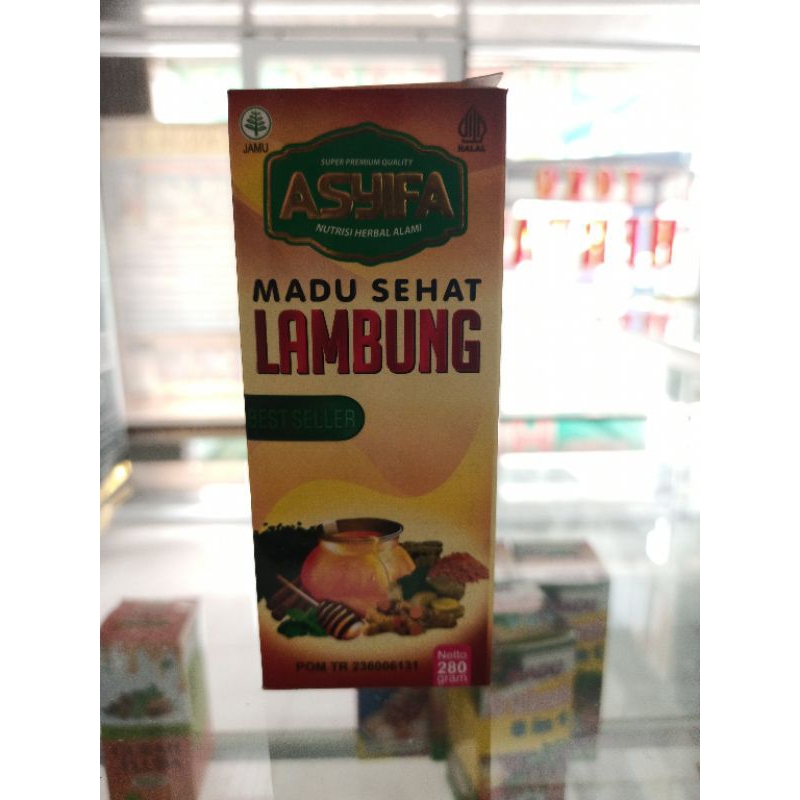 JAMU
HALAL
SUPER PREMIUM QUALITY
ASYIFA
NUTRISI HERBAL ALAMI
MADU SEHAT
LAMBUNG
BEST SELLER
POM TR 236006131
Netto
280
gram